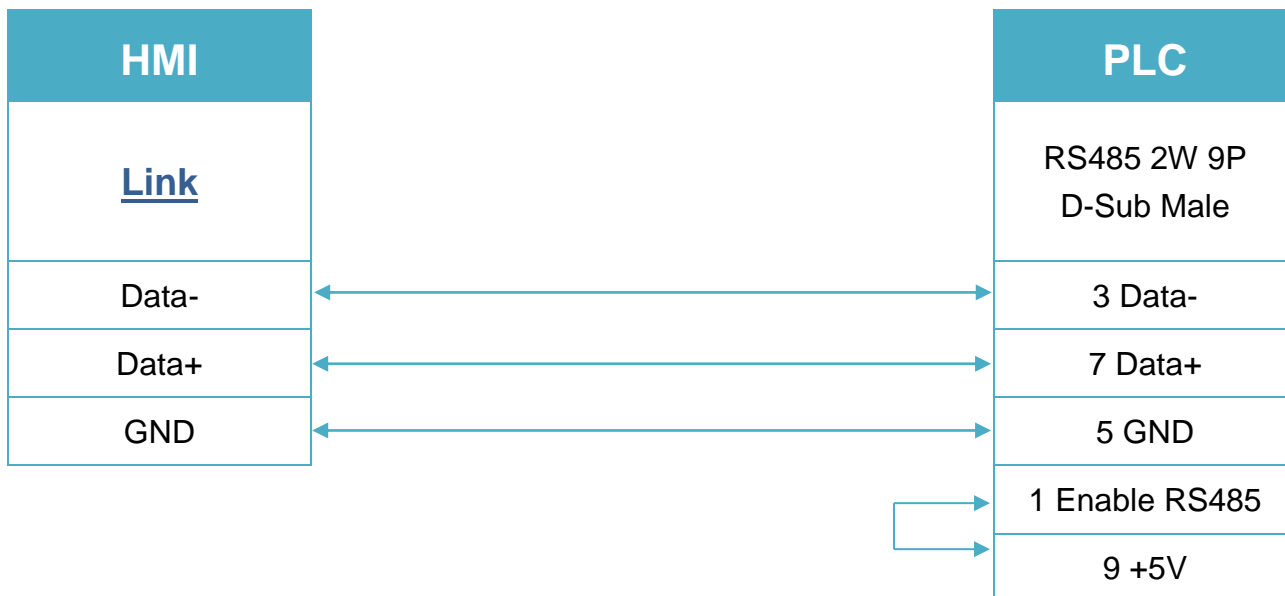 HMI
PLC
Link
RS485 2W 9P
D-Sub Male
Data-
3 Data-
Data+
7 Data+
GND
5 GND
1 Enable RS485
9 +5V